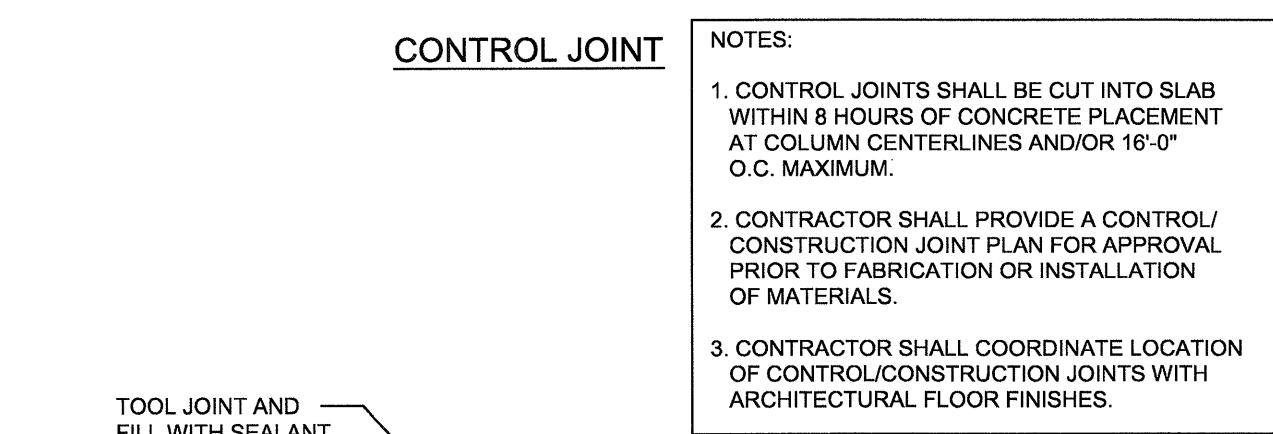 CONTROL JOINT
NOTES:
1. CONTROL JOINTS SHALL BE CUT INTO SLAB
WITHIN 8 HOURS OF CONCRETE PLACEMENT
AT COLUMN CENTERLINES AND/OR 16'-0"
O.C. MAXIMUM.
2. CONTRACTOR SHALL PROVIDE A CONTROL/
CONSTRUCTION JOINT PLAN FOR APPROVAL
PRIOR TO FABRICATION OR INSTALLATION
OF MATERIALS.
3. CONTRACTOR SHALL COORDINATE LOCATION
OF CONTROL/CONSTRUCTION JOINTS WITH
ARCHITECTURAL FLOOR FINISHES.
TOOL JOINT AND
FILL WITH SEALANT